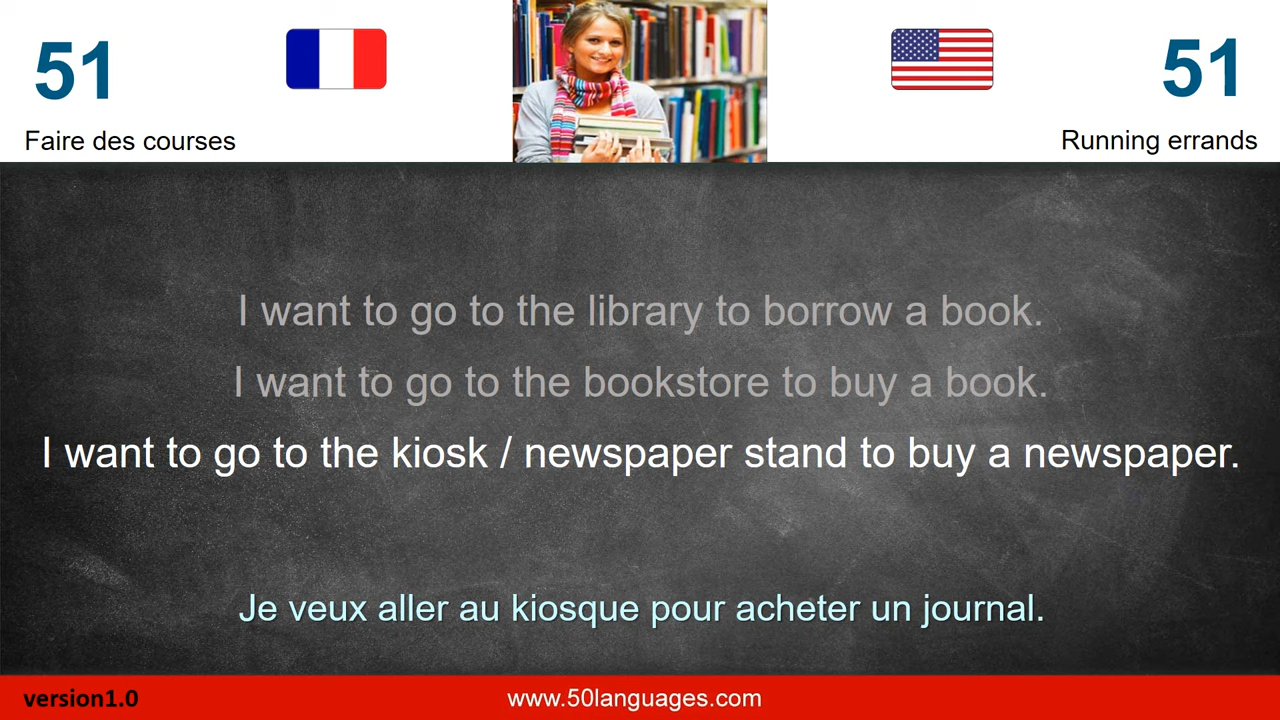 51
51
Faire des courses
Running errands
I want to go to the library to borrow a book.
I want to go to the bookstore to buy a book.
I want to go to the kiosk / newspaper stand to buy a newspaper.
Je veux aller au kiosque pour acheter un journal.
version1.0
www.50languages.com